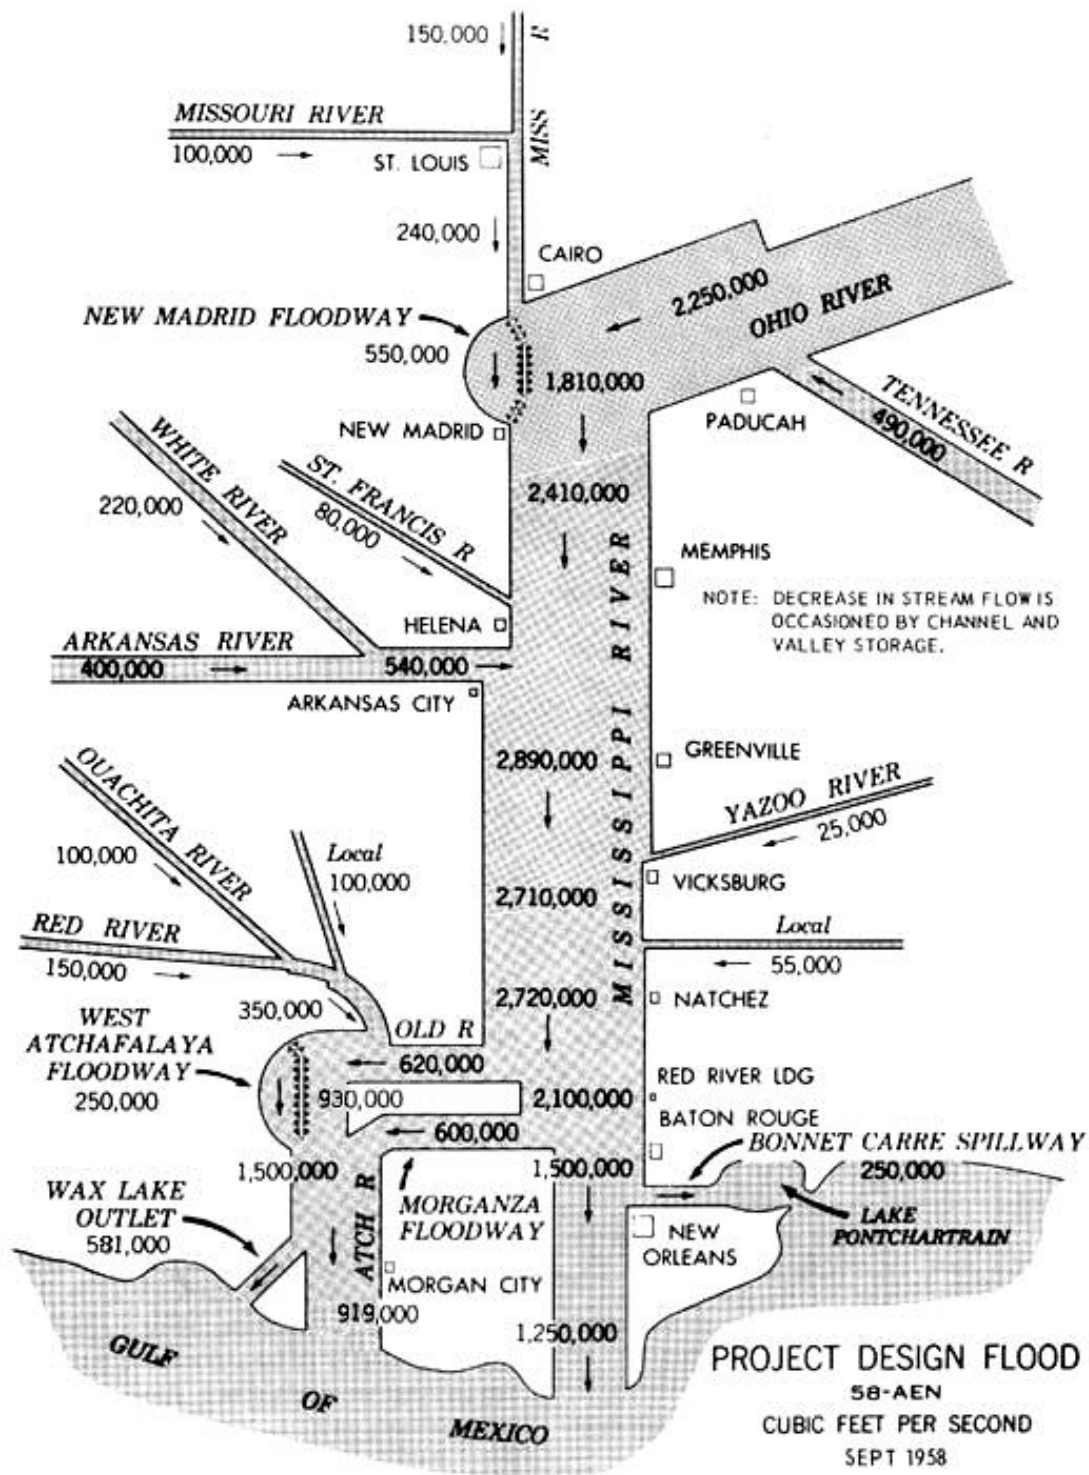 150,000
MISS R
MISSOURI RIVER
100,000
ST. LOUIS
240,000
CAIRO
2,250,000
OHIO RIVER
NEW MADRID FLOODWAY
550,000
1,810,000
TENNESSEE R
490,000
PADUCAH
NEW MADRID
WHITE RIVER
220,000
ST. FRANCIS R
80,000
2,410,000
MEMPHIS
NOTE: DECREASE IN STREAM FLOW IS
OCCASIONED BY CHANNEL AND
VALLEY STORAGE.
HELENA
ARKANSAS RIVER
400,000
540,000
ARKANSAS CITY
MISSISSIPPI RIVER
2,890,000
GREENVILLE
OUACHITA RIVER
100,000
YAZOO RIVER
25,000
Local
100,000
2,710,000
VICKSBURG
RED RIVER
150,000
Local
55,000
350,000
2,720,000
NATCHEZ
WEST
ATCHAFALAYA
FLOODWAY
250,000
OLD R
620,000
930,000
2,100,000
RED RIVER LDG
BATON ROUGE
600,000
BONNET CARRE SPILLWAY
250,000
1,500,000
1,500,000
WAX LAKE
OUTLET
581,000
ATCH R
MORGANZA
FLOODWAY
LAKE
PONTCHARTRAIN
NEW
ORLEANS
MORGAN CITY
919,000
1,250,000
GULF
OF
MEXICO
PROJECT DESIGN FLOOD
58-AEN
CUBIC FEET PER SECOND
SEPT 1958